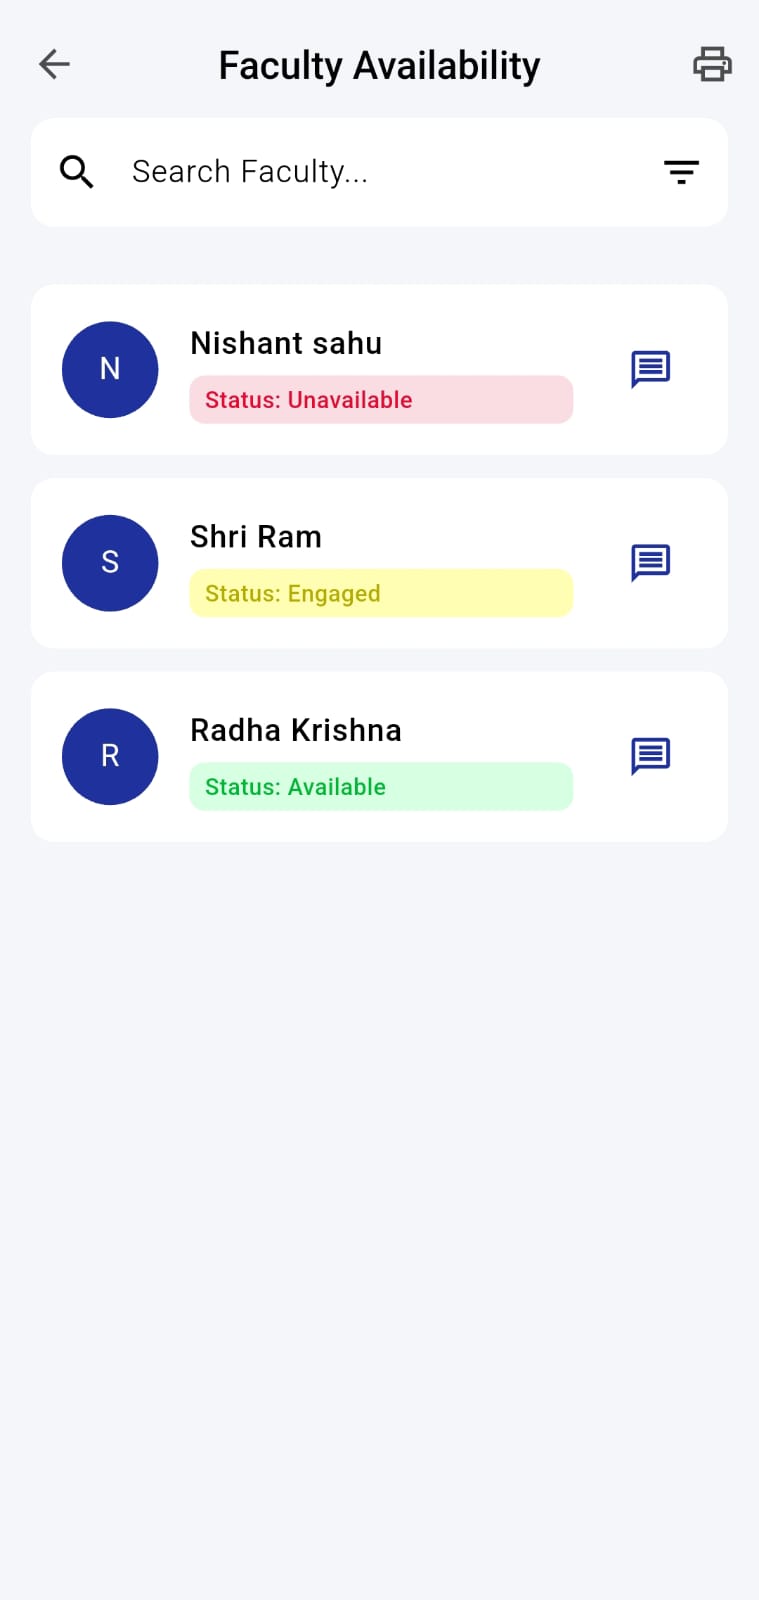 Faculty Availability
Search Faculty...
N
Nishant sahu
Status: Unavailable
S
Shri Ram
Status: Engaged
R
Radha Krishna
Status: Available